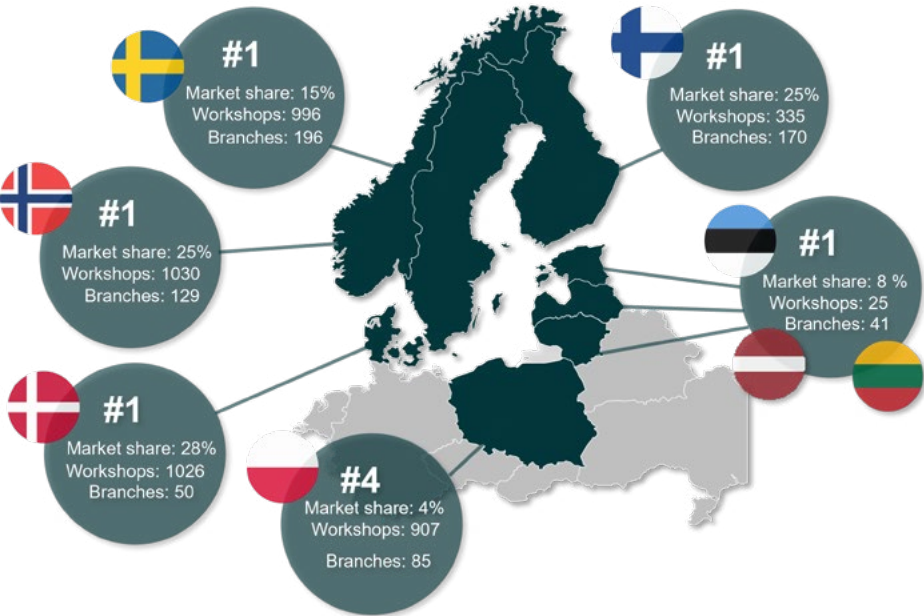 #1
Market share: 15%
Workshops: 996
Branches: 196
#1
Market share: 25%
Workshops: 335
Branches: 170
#1
Market share: 25%
Workshops: 1030
Branches: 129
#1
Market share: 8 %
Workshops: 25
Branches: 41
#1
Market share: 28%
Workshops: 1026
Branches: 50
#4
Market share: 4%
Workshops: 907
Branches: 85